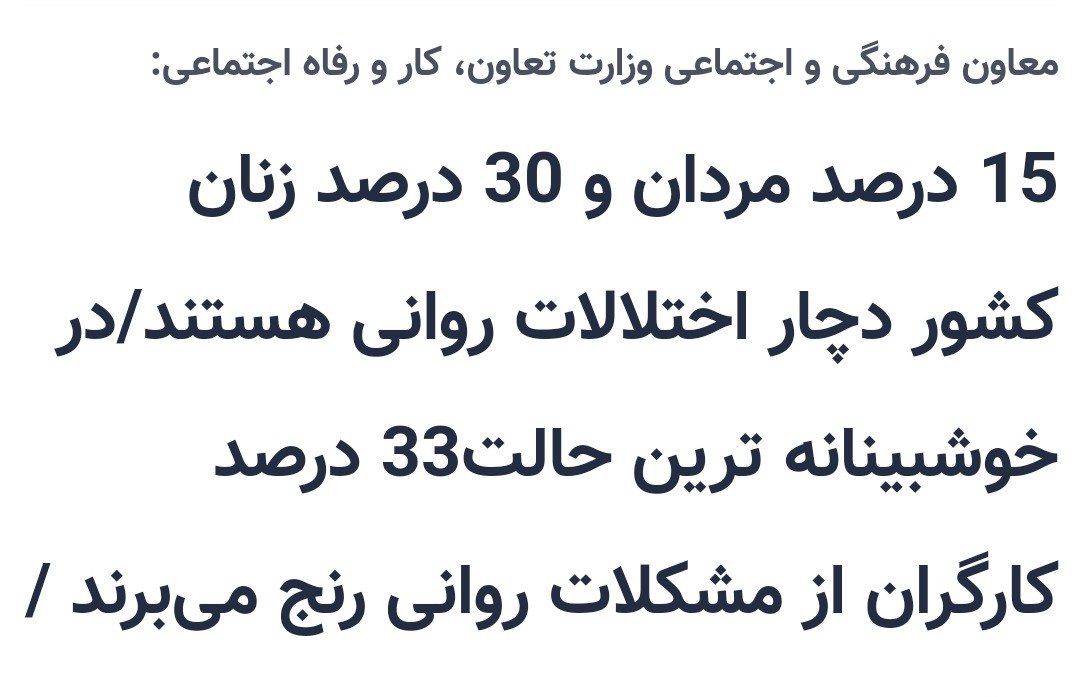 معاون فرهنگی و اجتماعی وزارت تعاون، کار و رفاه اجتماعی:
15 درصد مردان و 30 درصد زنان
کشور دچار اختلالات روانی هستند/در
خوشبینانه ترین حالت33 درصد
کارگران از مشکلات روانی رنج می‌برند /